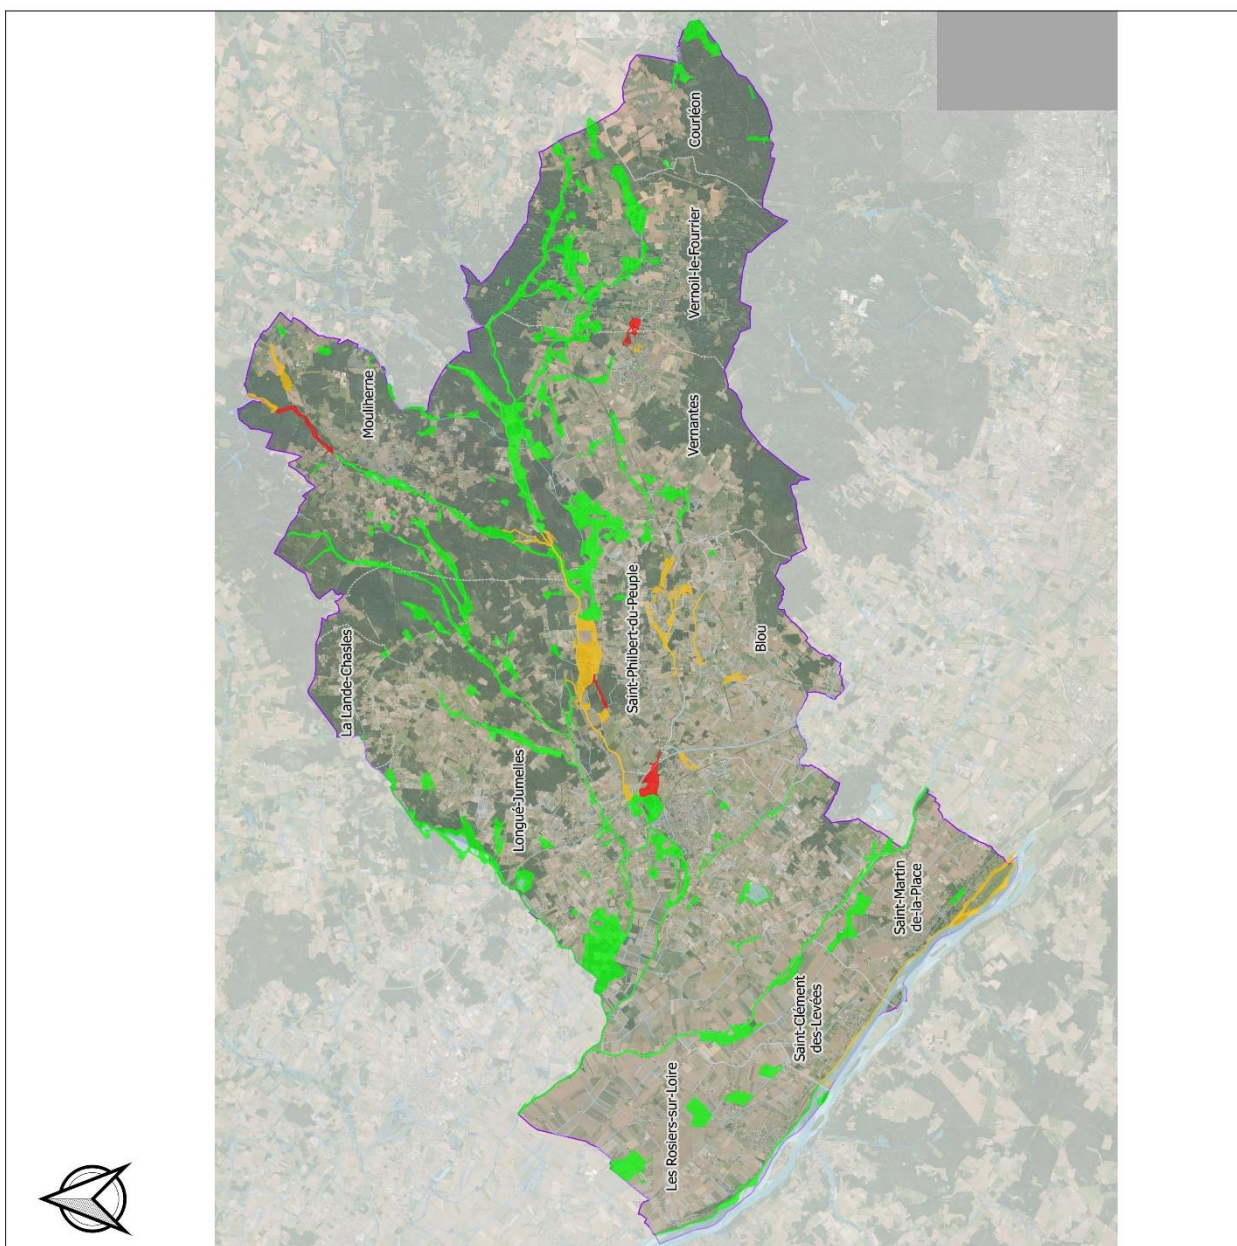 Courléon
Vernoil-le-Fourrier
Mouliherne
Vernantes
Saint-Philbert-du-Peuple
Blou
La Lande-Chasles
Longué-Jumelles
Saint-Martin
de-la-Place
Saint-Clément
des-Levées
Les Rosiers-sur-Loire